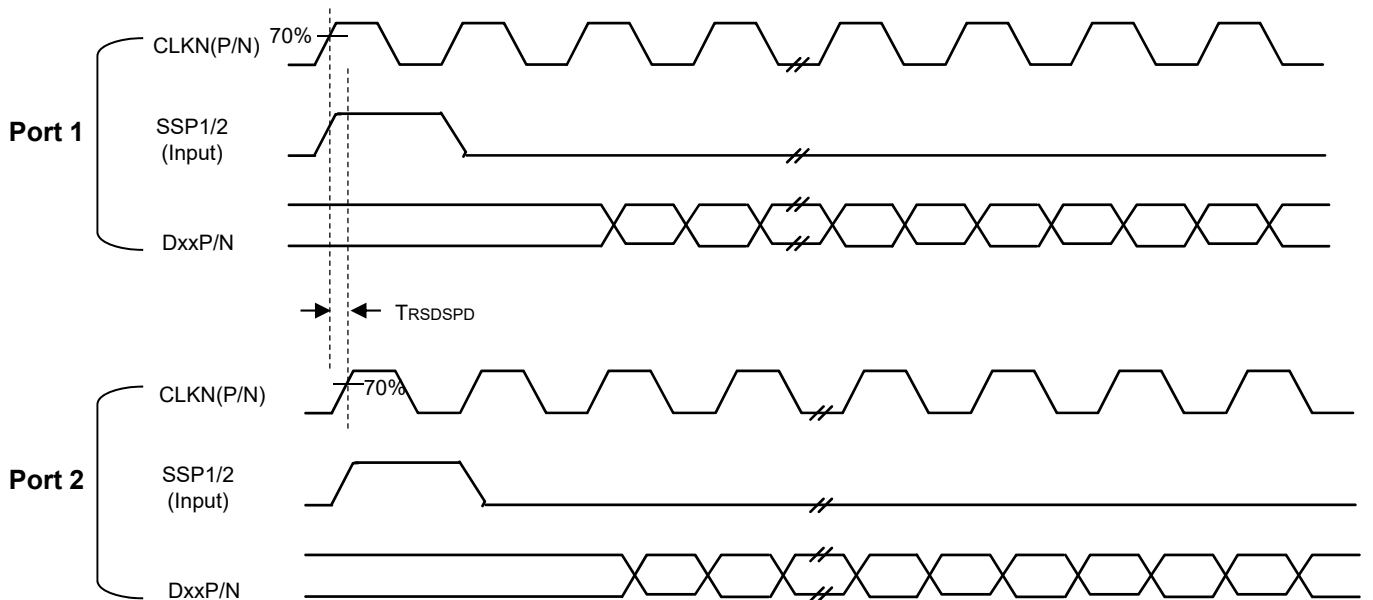 70%
CLKN(P/N)
Port 1
SSP1/2
(Input)
DxxP/N
TRSDSPD
70%
CLKN(P/N)
Port 2
SSP1/2
(Input)
DxxP/N